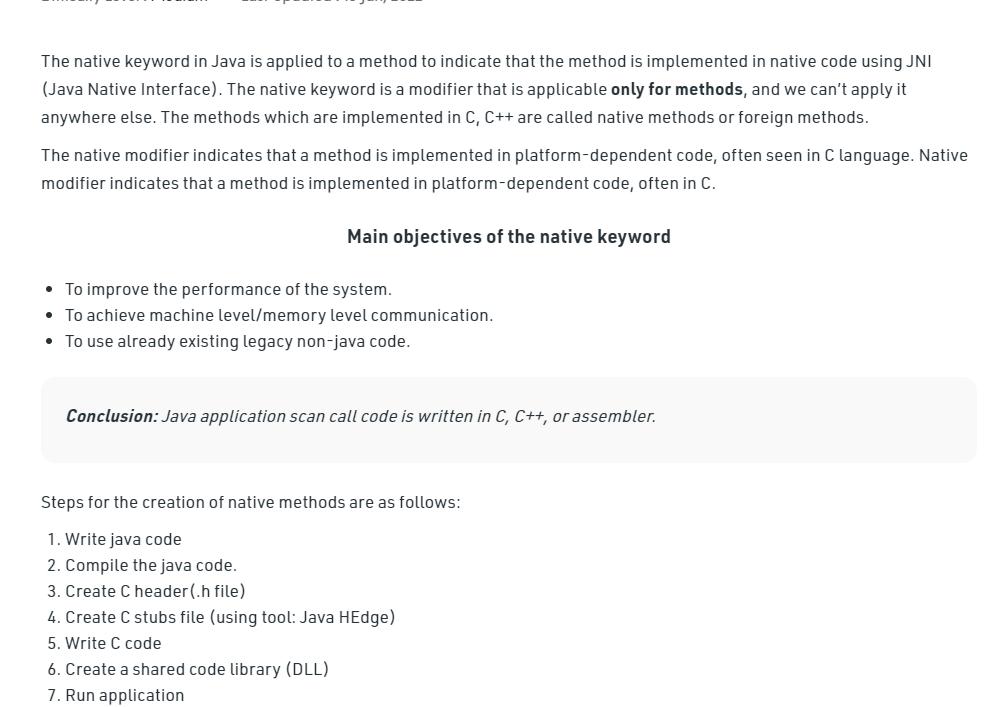 The native keyword in Java is applied to a method to indicate that the method is implemented in native code using JNI
(Java Native Interface). The native keyword is a modifier that is applicable only for methods, and we can't apply it
anywhere else. The methods which are implemented in C, C++ are called native methods or foreign methods.
The native modifier indicates that a method is implemented in platform-dependent code, often seen in C language. Native
modifier indicates that a method is implemented in platform-dependent code, often in C.
Main objectives of the native keyword
• To improve the performance of the system.
• To achieve machine level/memory level communication.
• To use already existing legacy non-java code.
Conclusion: Java application scan call code is written in C, C++, or assembler.
Steps for the creation of native methods are as follows:
1. Write java code
2. Compile the java code.
3. Create C header(.h file)
4. Create C stubs file (using tool: Java HEdge)
5. Write C code
6. Create a shared code library (DLL)
7. Run application